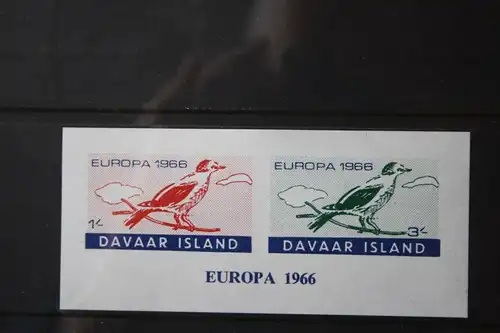 EUROPA 1966
1/-
DAVAAR ISLAND
EUROPA 1966
3/-
DAVAAR ISLAND
EUROPA 1966